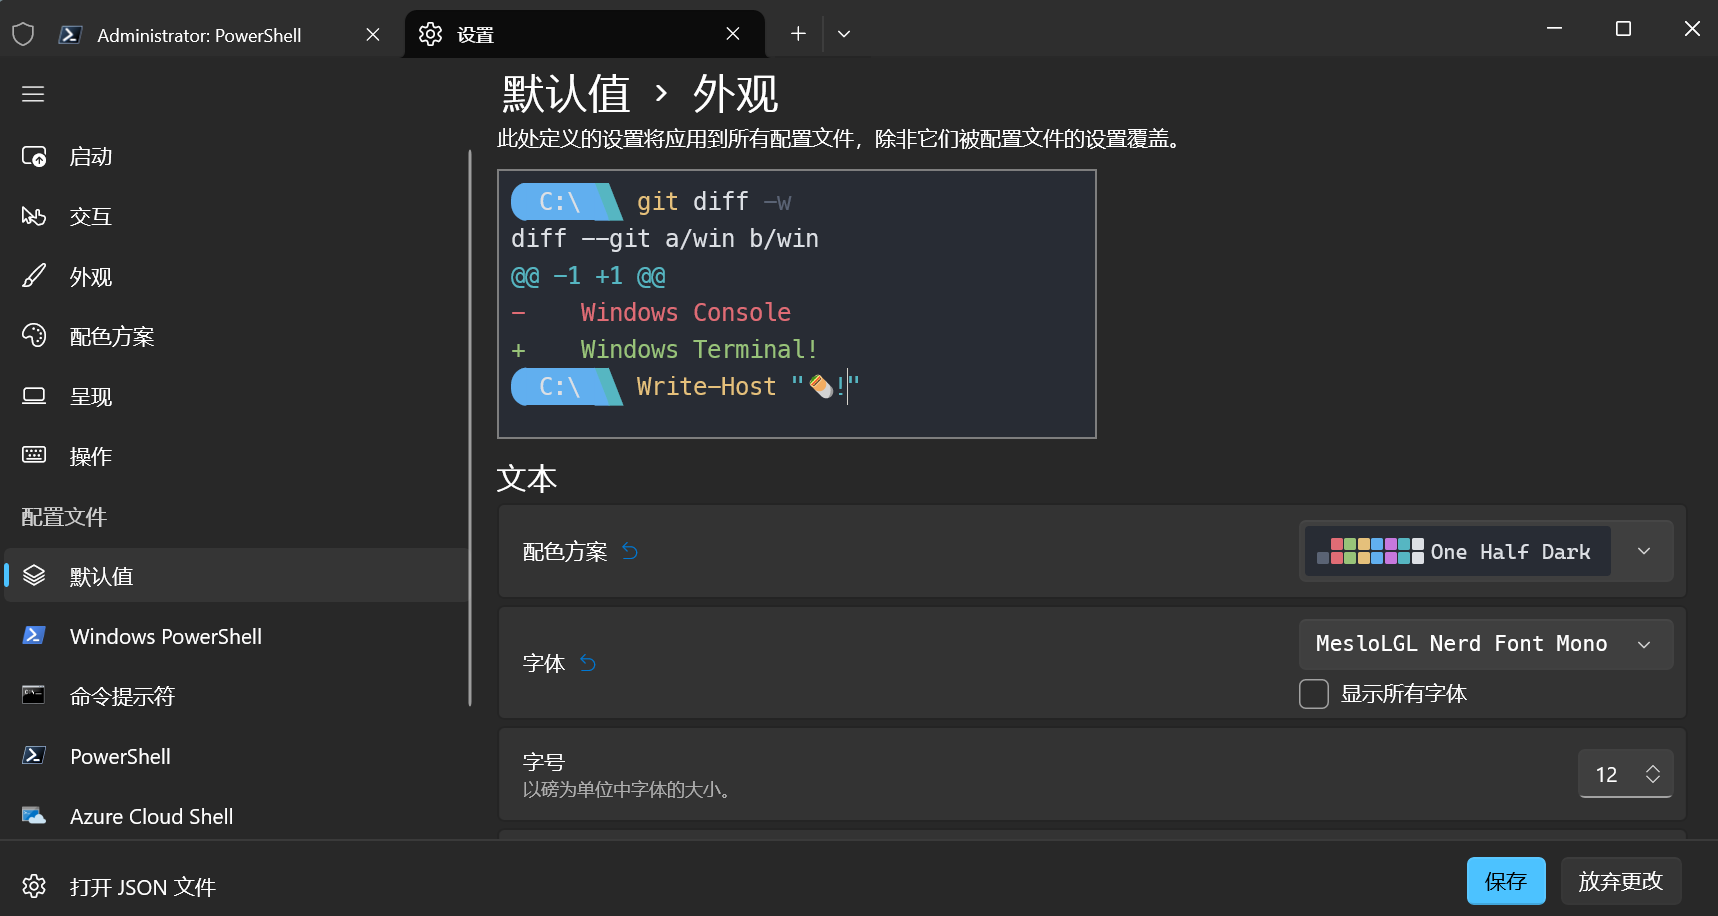 Administrator: PowerShell
设置
启动
交互
外观
配色方案
呈现
操作
配置文件
默认值
Windows PowerShell
命令提示符
PowerShell
Azure Cloud Shell
打开 JSON 文件
默认值 › 外观
此处定义的设置将应用到所有配置文件，除非它们被配置文件的设置覆盖。
C:\ git diff -w
diff --git a/win b/win
@@ -1 +1 @@
- Windows Console
+ Windows Terminal!
C:\ Write-Host "🌯!"
文本
配色方案
One Half Dark
字体
MesloLGL Nerd Font Mono
显示所有字体
字号
以磅为单位中字体的大小。
12
保存
放弃更改